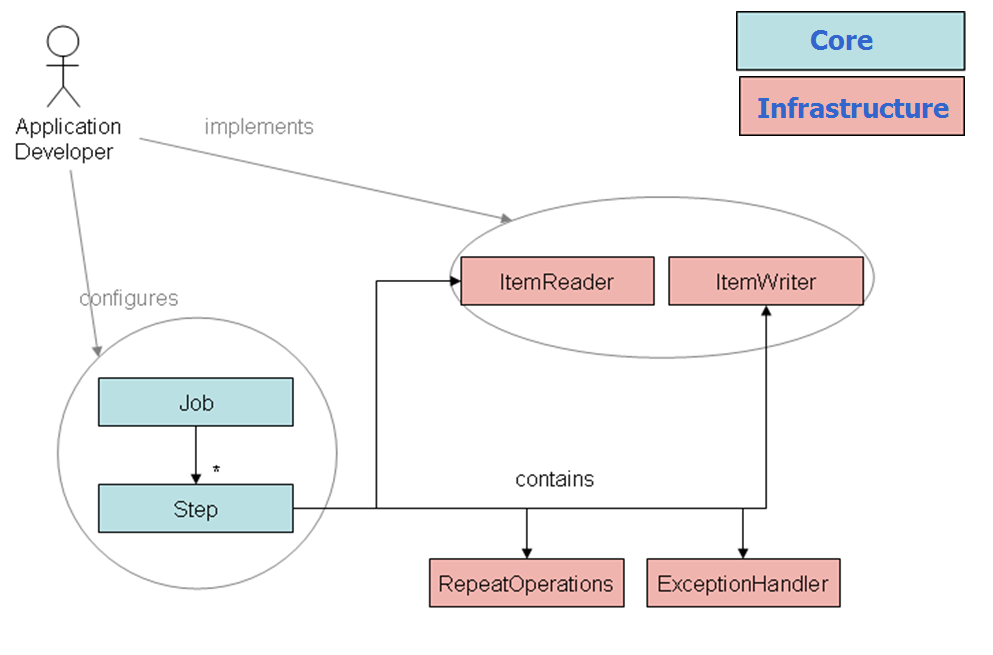 Core
Infrastructure
Application
Developer
implements
configures
ItemReader
ItemWriter
Job
*
Step
contains
RepeatOperations
ExceptionHandler